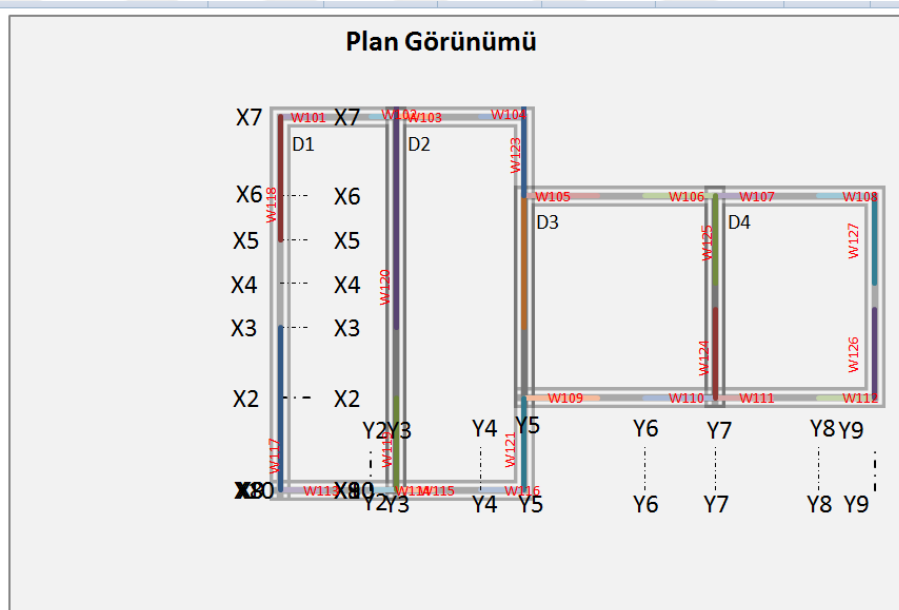 Plan Görünümü
X7 W101 X7 W102 W103 W104
D1 D2 W123
X6 W118 X6 W105 W106 W107 W108
D3 D4
X5 X5 W125 W127
X4 X4 W120
X3 X3 W124 W126
X2 X2 W109 W110 W111 W112
Y2 Y3 Y4 Y5 Y6 Y7 Y8 Y9
W117 W119 W121
W113 W114 W115 W116
Y2 Y3 Y4 Y5 Y6 Y7 Y8 Y9